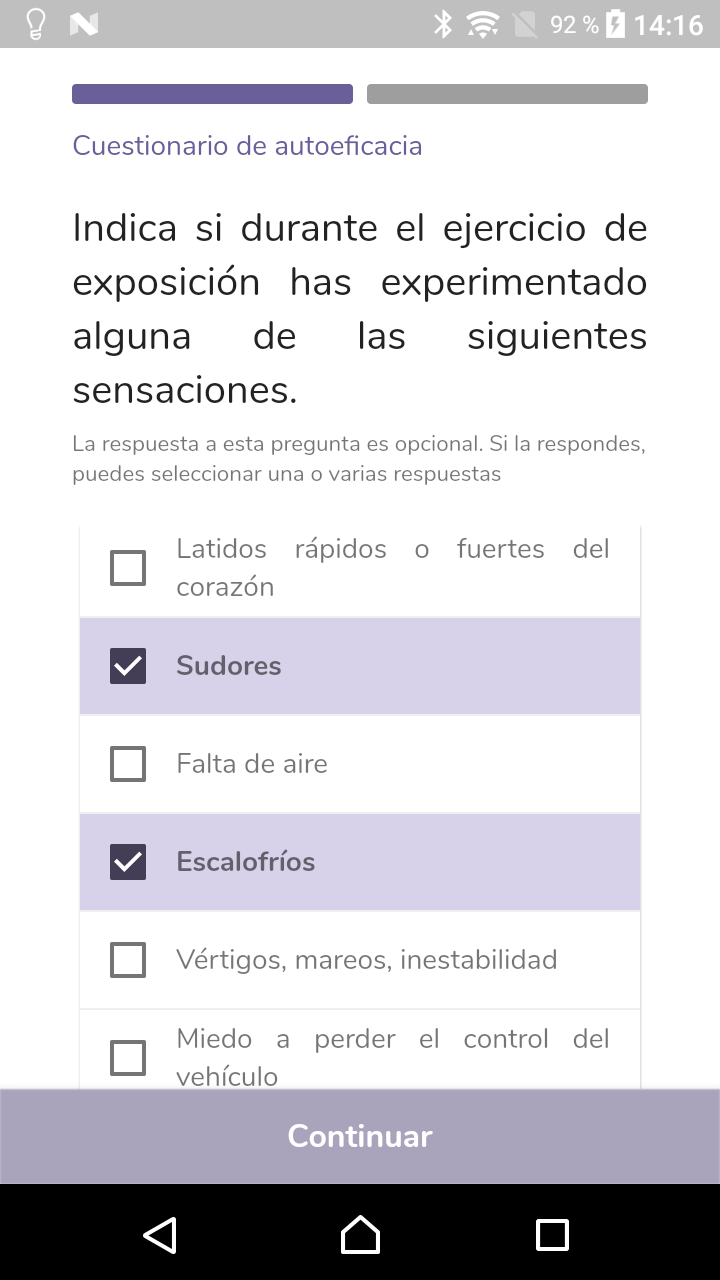 92 % 14:16
Cuestionario de autoeficacia
Indica si durante el ejercicio de
exposición has experimentado
alguna de las siguientes
sensaciones.
La respuesta a esta pregunta es opcional. Si la respondes,
puedes seleccionar una o varias respuestas
Latidos rápidos o fuertes del
corazón
Sudores
Falta de aire
Escalofríos
Vértigos, mareos, inestabilidad
Miedo a perder el control del
vehículo
Continuar